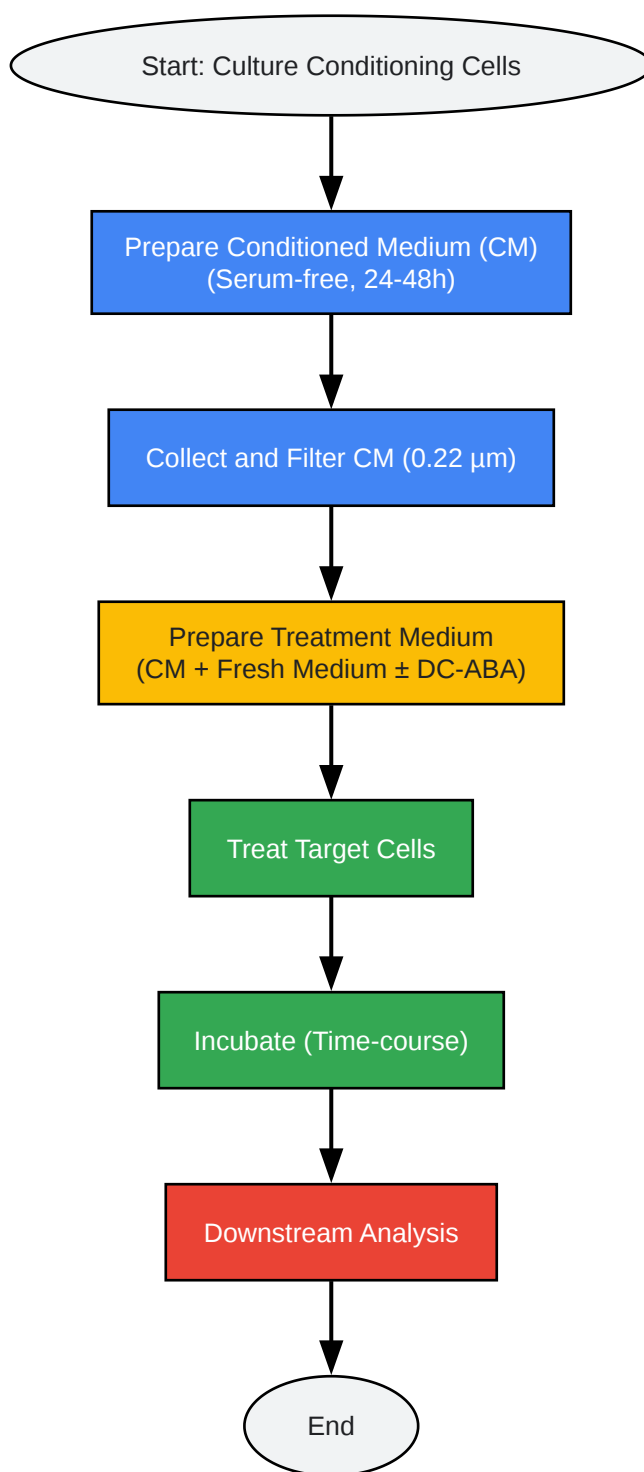 Start: Culture Conditioning Cells
Prepare Conditioned Medium (CM)
(Serum-free, 24-48h)
Collect and Filter CM (0.22 µm)
Prepare Treatment Medium
(CM + Fresh Medium ± DC-ABA)
Treat Target Cells
Incubate (Time-course)
Downstream Analysis
End